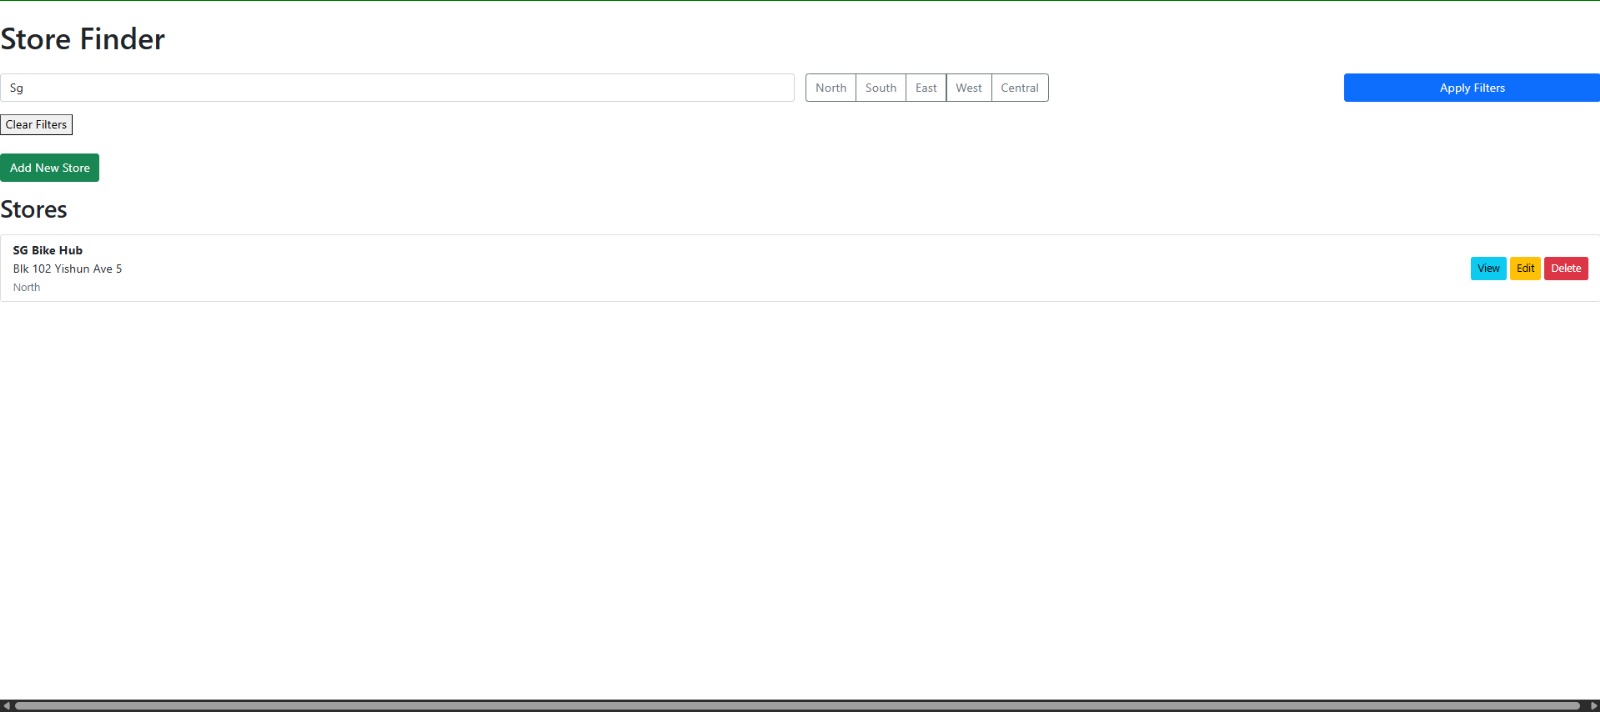 Store Finder
Sg
North South East West Central
Apply Filters
Clear Filters
Add New Store
Stores
SG Bike Hub
Blk 102 Yishun Ave 5
North
View Edit Delete